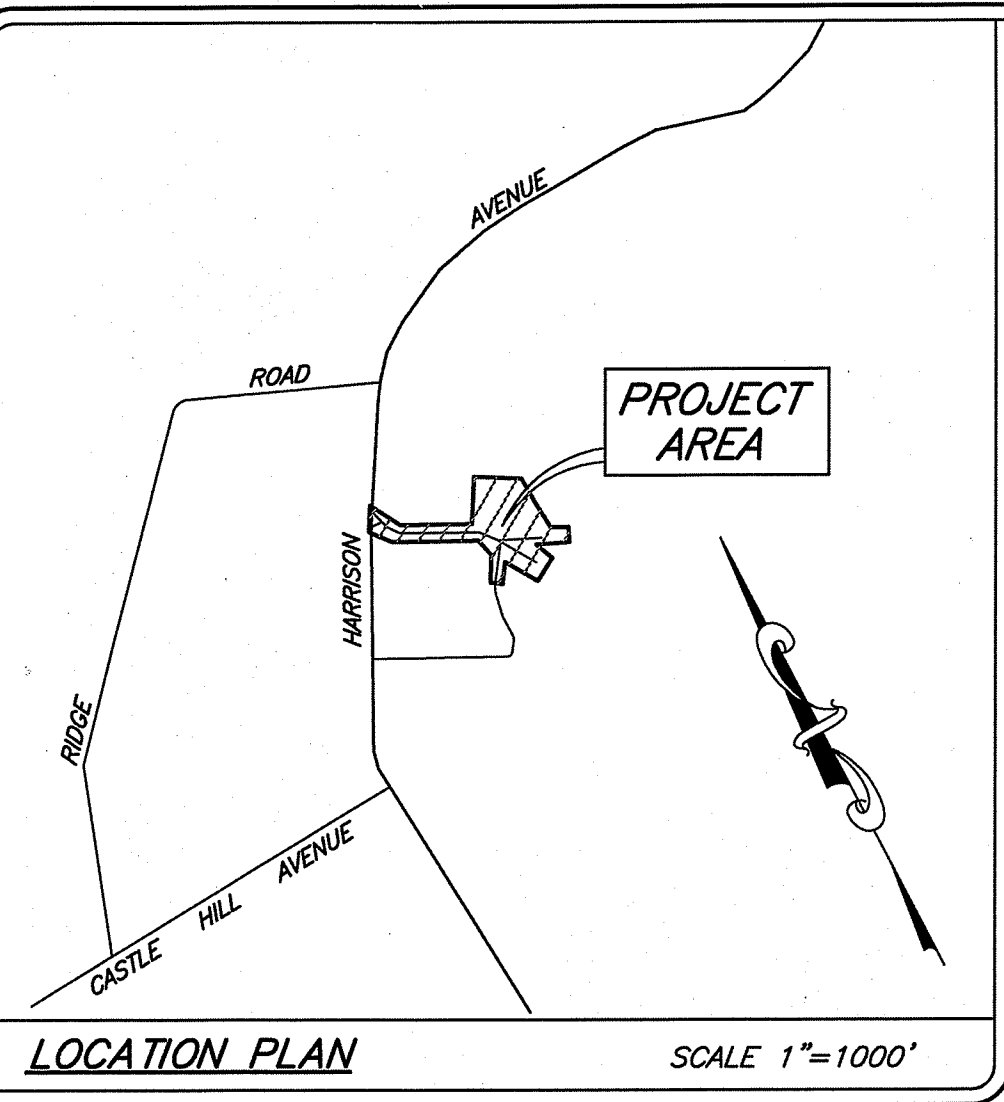 AVENUE
ROAD
PROJECT
AREA
HARRISON
RIDGE
CASTLE HILL AVENUE
LOCATION PLAN
SCALE 1"=1000'